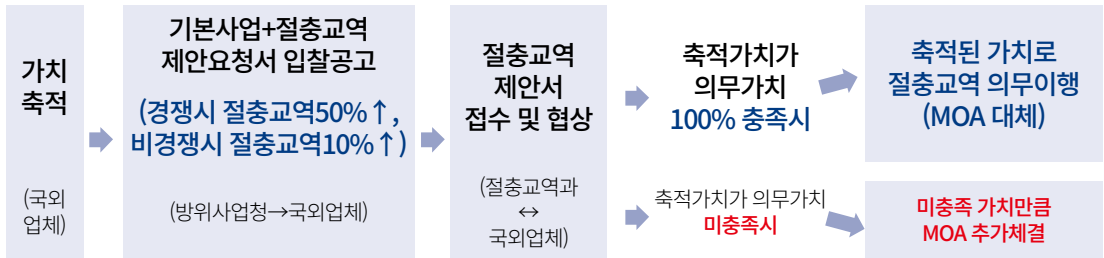 가치
축적
(국외
업체)
기본사업+절충교역
제안요청서 입찰공고
(경쟁시 절충교역50%↑,
비경쟁시 절충교역10%↑)
(방위사업청→국외업체)
절충교역
제안서
접수 및 협상
(절충교역과
↔
국외업체)
축적가치가
의무가치
100% 충족시
축적된 가치로
절충교역 의무이행
(MOA 대체)
축적가치가 의무가치
미충족시
미충족 가치만큼
MOA 추가체결